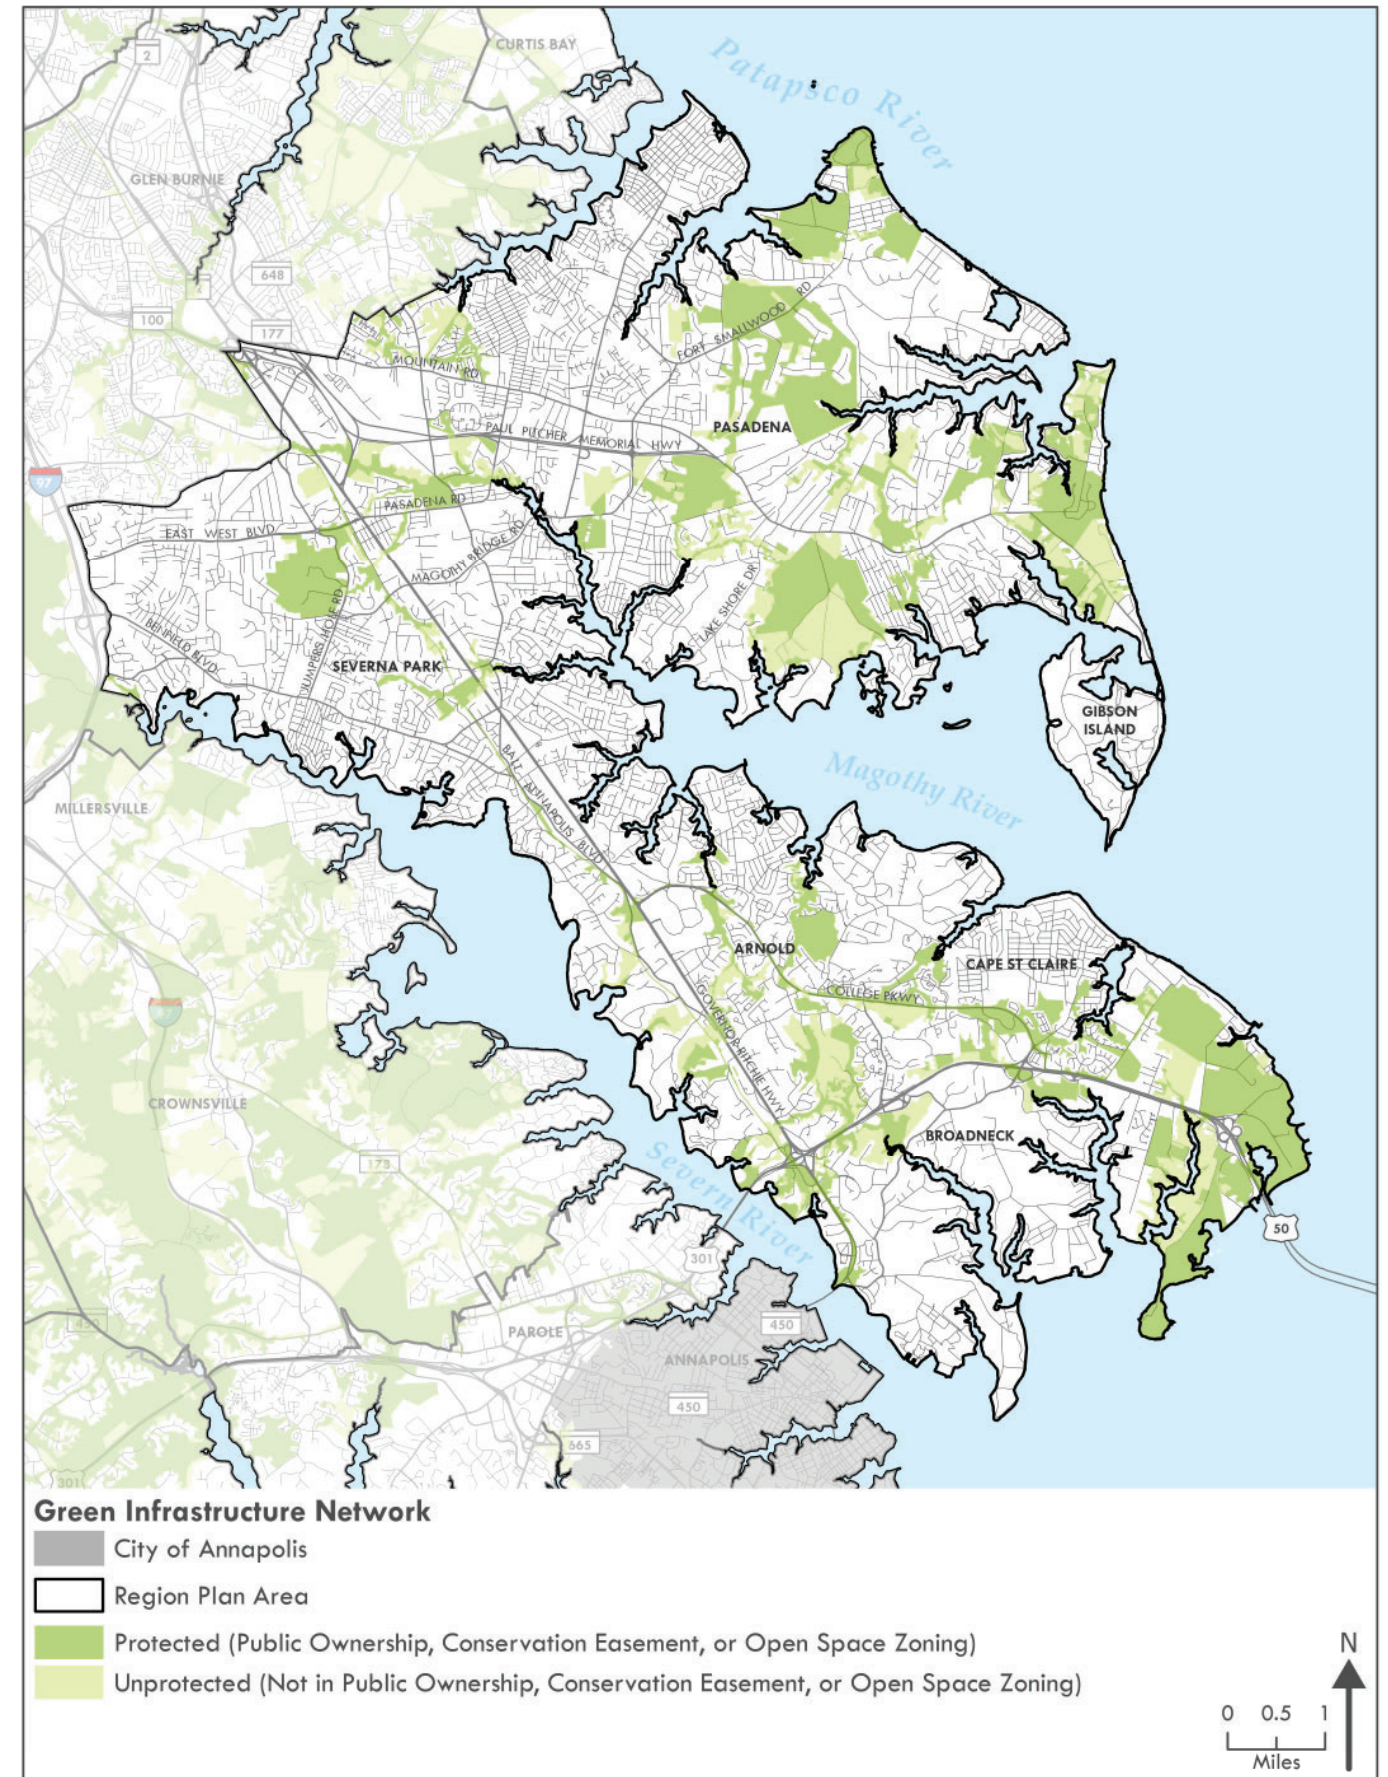 CURTIS BAY
Patapsco River
2
GLEN BURNIE
648
100
177
FORT SMALLWOOD RD
MOUNTAIN RD
PASADENA
PAUL PITCHER MEMORIAL HWY
97
PASADENA RD
EAST WEST BLVD
MAGOTHY BRIDGE RD
LAKE SHORE DR
JUMPERS HOLE RD
BENFIELD BLVD
SEVERNA PARK
GIBSON
ISLAND
BALT ANNAPOLIS BLVD
Magothy River
MILLERSVILLE
ARNOLD
CAPE ST CLAIRE
COLLEGE PKWY
GOVERNOR RITCHIE HWY
CROWNSVILLE
BROADNECK
178
Severn River
50
301
450
PAROLE
450
ANNAPOLIS
450
665
301
Green Infrastructure Network
City of Annapolis
Region Plan Area
Protected (Public Ownership, Conservation Easement, or Open Space Zoning)
Unprotected (Not in Public Ownership, Conservation Easement, or Open Space Zoning)
N
0 0.5 1
Miles